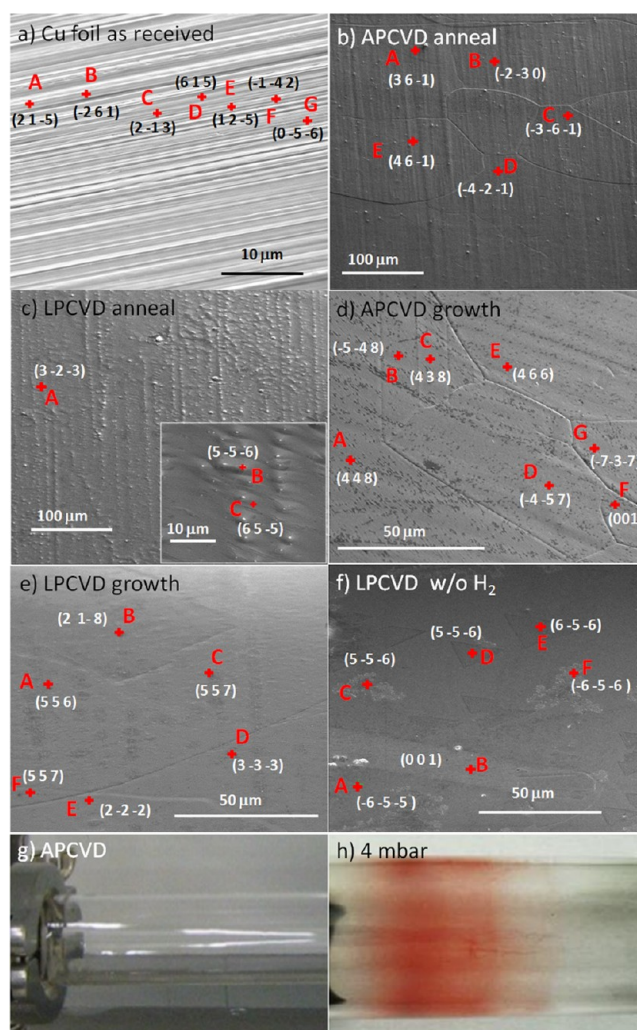 a) Cu foil as received
A
B
C
(6 1 5)
D
E
(-1 -4 2)
F
G
(2 1 -5)
(-2 6 1)
(2 -1 3)
(1 2 -5)
(0 -5 -6)
10 µm
b) APCVD anneal
A
(3 6 -1)
B
(-2 -3 0)
C
(-3 -6 -1)
E
(4 6 -1)
D
(-4 -2 -1)
100 µm
c) LPCVD anneal
(3 -2 -3)
A
100 µm
(5 -5 -6)
B
C
(6 5 -5)
10 µm
d) APCVD growth
(-5 -4 8)
B
C
(4 3 8)
E
(4 6 6)
A
(4 4 8)
D
(-4 -5 7)
G
(-7 -3 -7)
F
(001)
50 µm
e) LPCVD growth
(2 1- 8)
B
A
(5 5 6)
C
(5 5 7)
D
(3 -3 -3)
(5 5 7)
F
E
(2 -2 -2)
50 µm
f) LPCVD w/o H₂
(5 -5 -6)
D
(6 -5 -6)
E
(5 -5 -6)
C
F
(-6 -5 -6)
(0 0 1)
B
A
(-6 -5 -5)
50 µm
g) APCVD
h) 4 mbar